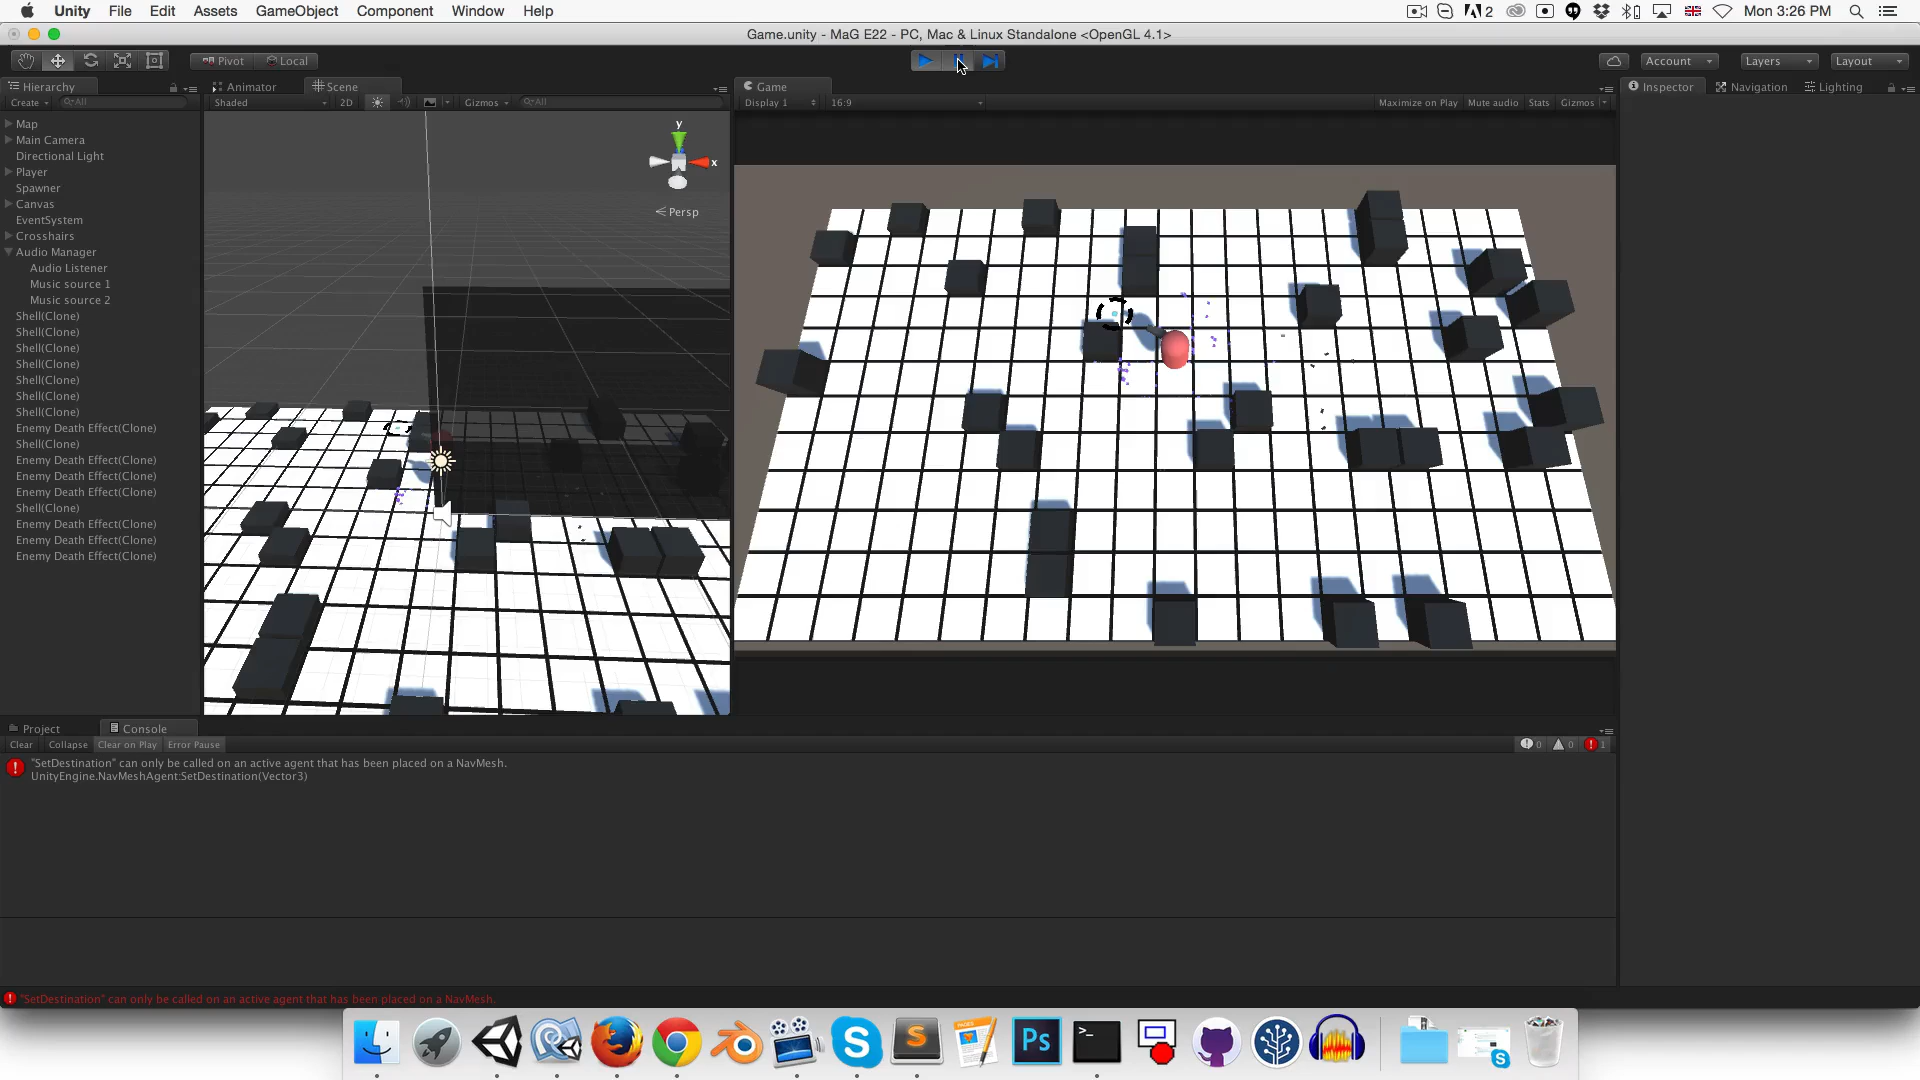 Unity File Edit Assets GameObject Component Window Help
2 Mon 3:26 PM
Game.unity - MaG E22 - PC, Mac & Linux Standalone <OpenGL 4.1>
Pivot Local
Account Layers Layout
Hierarchy
Create All
Map
Main Camera
Directional Light
Player
Spawner
Canvas
EventSystem
Crosshairs
Audio Manager
Audio Listener
Music source 1
Music source 2
Shell(Clone)
Shell(Clone)
Shell(Clone)
Shell(Clone)
Shell(Clone)
Shell(Clone)
Shell(Clone)
Enemy Death Effect(Clone)
Shell(Clone)
Enemy Death Effect(Clone)
Enemy Death Effect(Clone)
Enemy Death Effect(Clone)
Shell(Clone)
Enemy Death Effect(Clone)
Enemy Death Effect(Clone)
Enemy Death Effect(Clone)
Animator Scene
Shaded 2D Gizmos All
y
x
Persp
Game
Display 1 16:9 Maximize on Play Mute audio Stats Gizmos
Inspector Navigation Lighting
Project Console
Clear Collapse Clear on Play Error Pause 0 0 1
"SetDestination" can only be called on an active agent that has been placed on a NavMesh.
UnityEngine.NavMeshAgent:SetDestination(Vector3)
"SetDestination" can only be called on an active agent that has been placed on a NavMesh.
PAGES
Ps